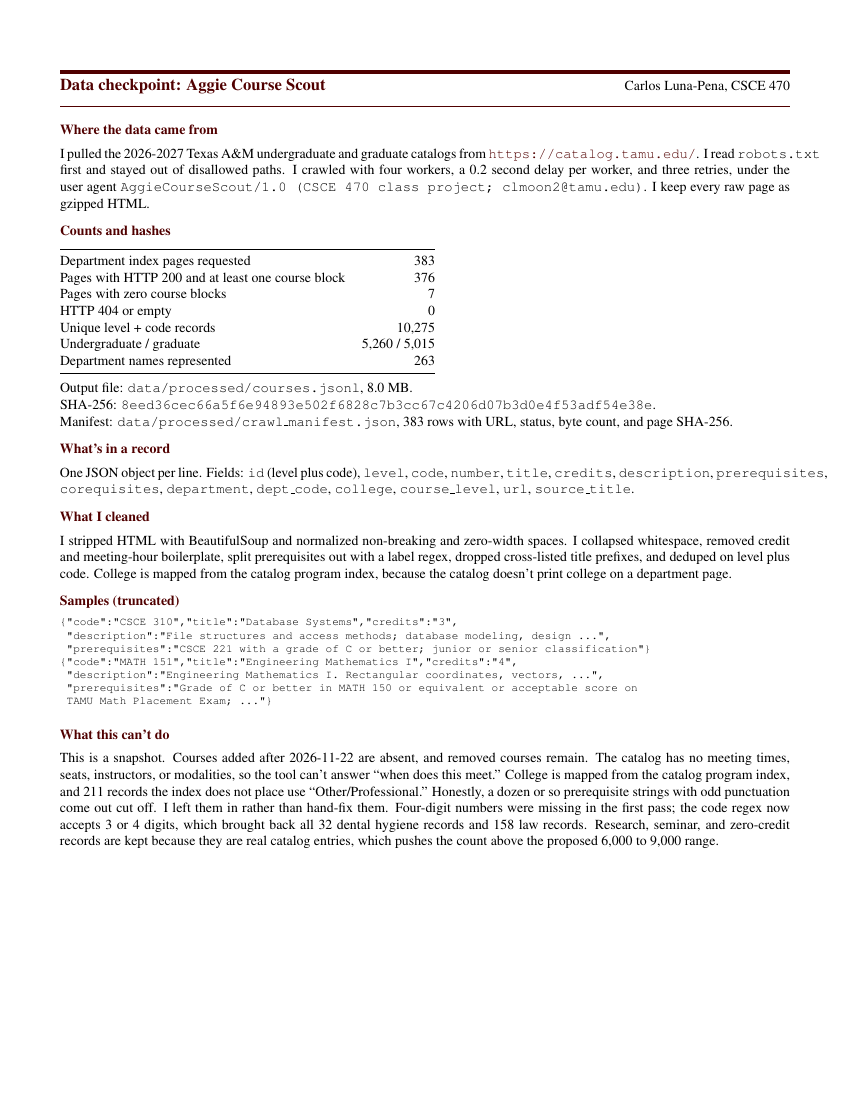 Data checkpoint: Aggie Course Scout
Carlos Luna-Pena, CSCE 470
Where the data came from
I pulled the 2026-2027 Texas A&M undergraduate and graduate catalogs from https://catalog.tamu.edu/. I read robots.txt
first and stayed out of disallowed paths. I crawled with four workers, a 0.2 second delay per worker, and three retries, under the
user agent AggieCourseScout/1.0 (CSCE 470 class project; clmoon2@tamu.edu). I keep every raw page as
gzipped HTML.
Counts and hashes
Department index pages requested 383
Pages with HTTP 200 and at least one course block 376
Pages with zero course blocks 7
HTTP 404 or empty 0
Unique level + code records 10,275
Undergraduate / graduate 5,260 / 5,015
Department names represented 263
Output file: data/processed/courses.jsonl, 8.0 MB.
SHA-256: 8eed36cec66a5f6e94893e502f6828c7b3cc67c4206d07b3d0e4f53adf54e38e.
Manifest: data/processed/crawl_manifest.json, 383 rows with URL, status, byte count, and page SHA-256.
What's in a record
One JSON object per line. Fields: id (level plus code), level, code, number, title, credits, description, prerequisites,
corequisites, department, dept_code, college, course_level, url, source_title.
What I cleaned
I stripped HTML with BeautifulSoup and normalized non-breaking and zero-width spaces. I collapsed whitespace, removed credit
and meeting-hour boilerplate, split prerequisites out with a label regex, dropped cross-listed title prefixes, and deduped on level plus
code. College is mapped from the catalog program index, because the catalog doesn't print college on a department page.
Samples (truncated)
{"code":"CSCE 310","title":"Database Systems","credits":"3",
"description":"File structures and access methods; database modeling, design ...",
"prerequisites":"CSCE 221 with a grade of C or better; junior or senior classification"}
{"code":"MATH 151","title":"Engineering Mathematics I","credits":"4",
"description":"Engineering Mathematics I. Rectangular coordinates, vectors, ...",
"prerequisites":"Grade of C or better in MATH 150 or equivalent or acceptable score on
TAMU Math Placement Exam; ..."}
What this can't do
This is a snapshot. Courses added after 2026-11-22 are absent, and removed courses remain. The catalog has no meeting times,
seats, instructors, or modalities, so the tool can't answer “when does this meet.” College is mapped from the catalog program index,
and 211 records the index does not place use “Other/Professional.” Honestly, a dozen or so prerequisite strings with odd punctuation
come out cut off. I left them in rather than hand-fix them. Four-digit numbers were missing in the first pass; the code regex now
accepts 3 or 4 digits, which brought back all 32 dental hygiene records and 158 law records. Research, seminar, and zero-credit
records are kept because they are real catalog entries, which pushes the count above the proposed 6,000 to 9,000 range.